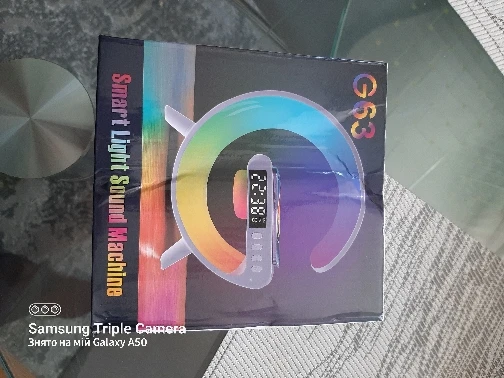 G63
22:38
Smart Light Sound Machine
Samsung Triple Camera
Знято на мій Galaxy A50